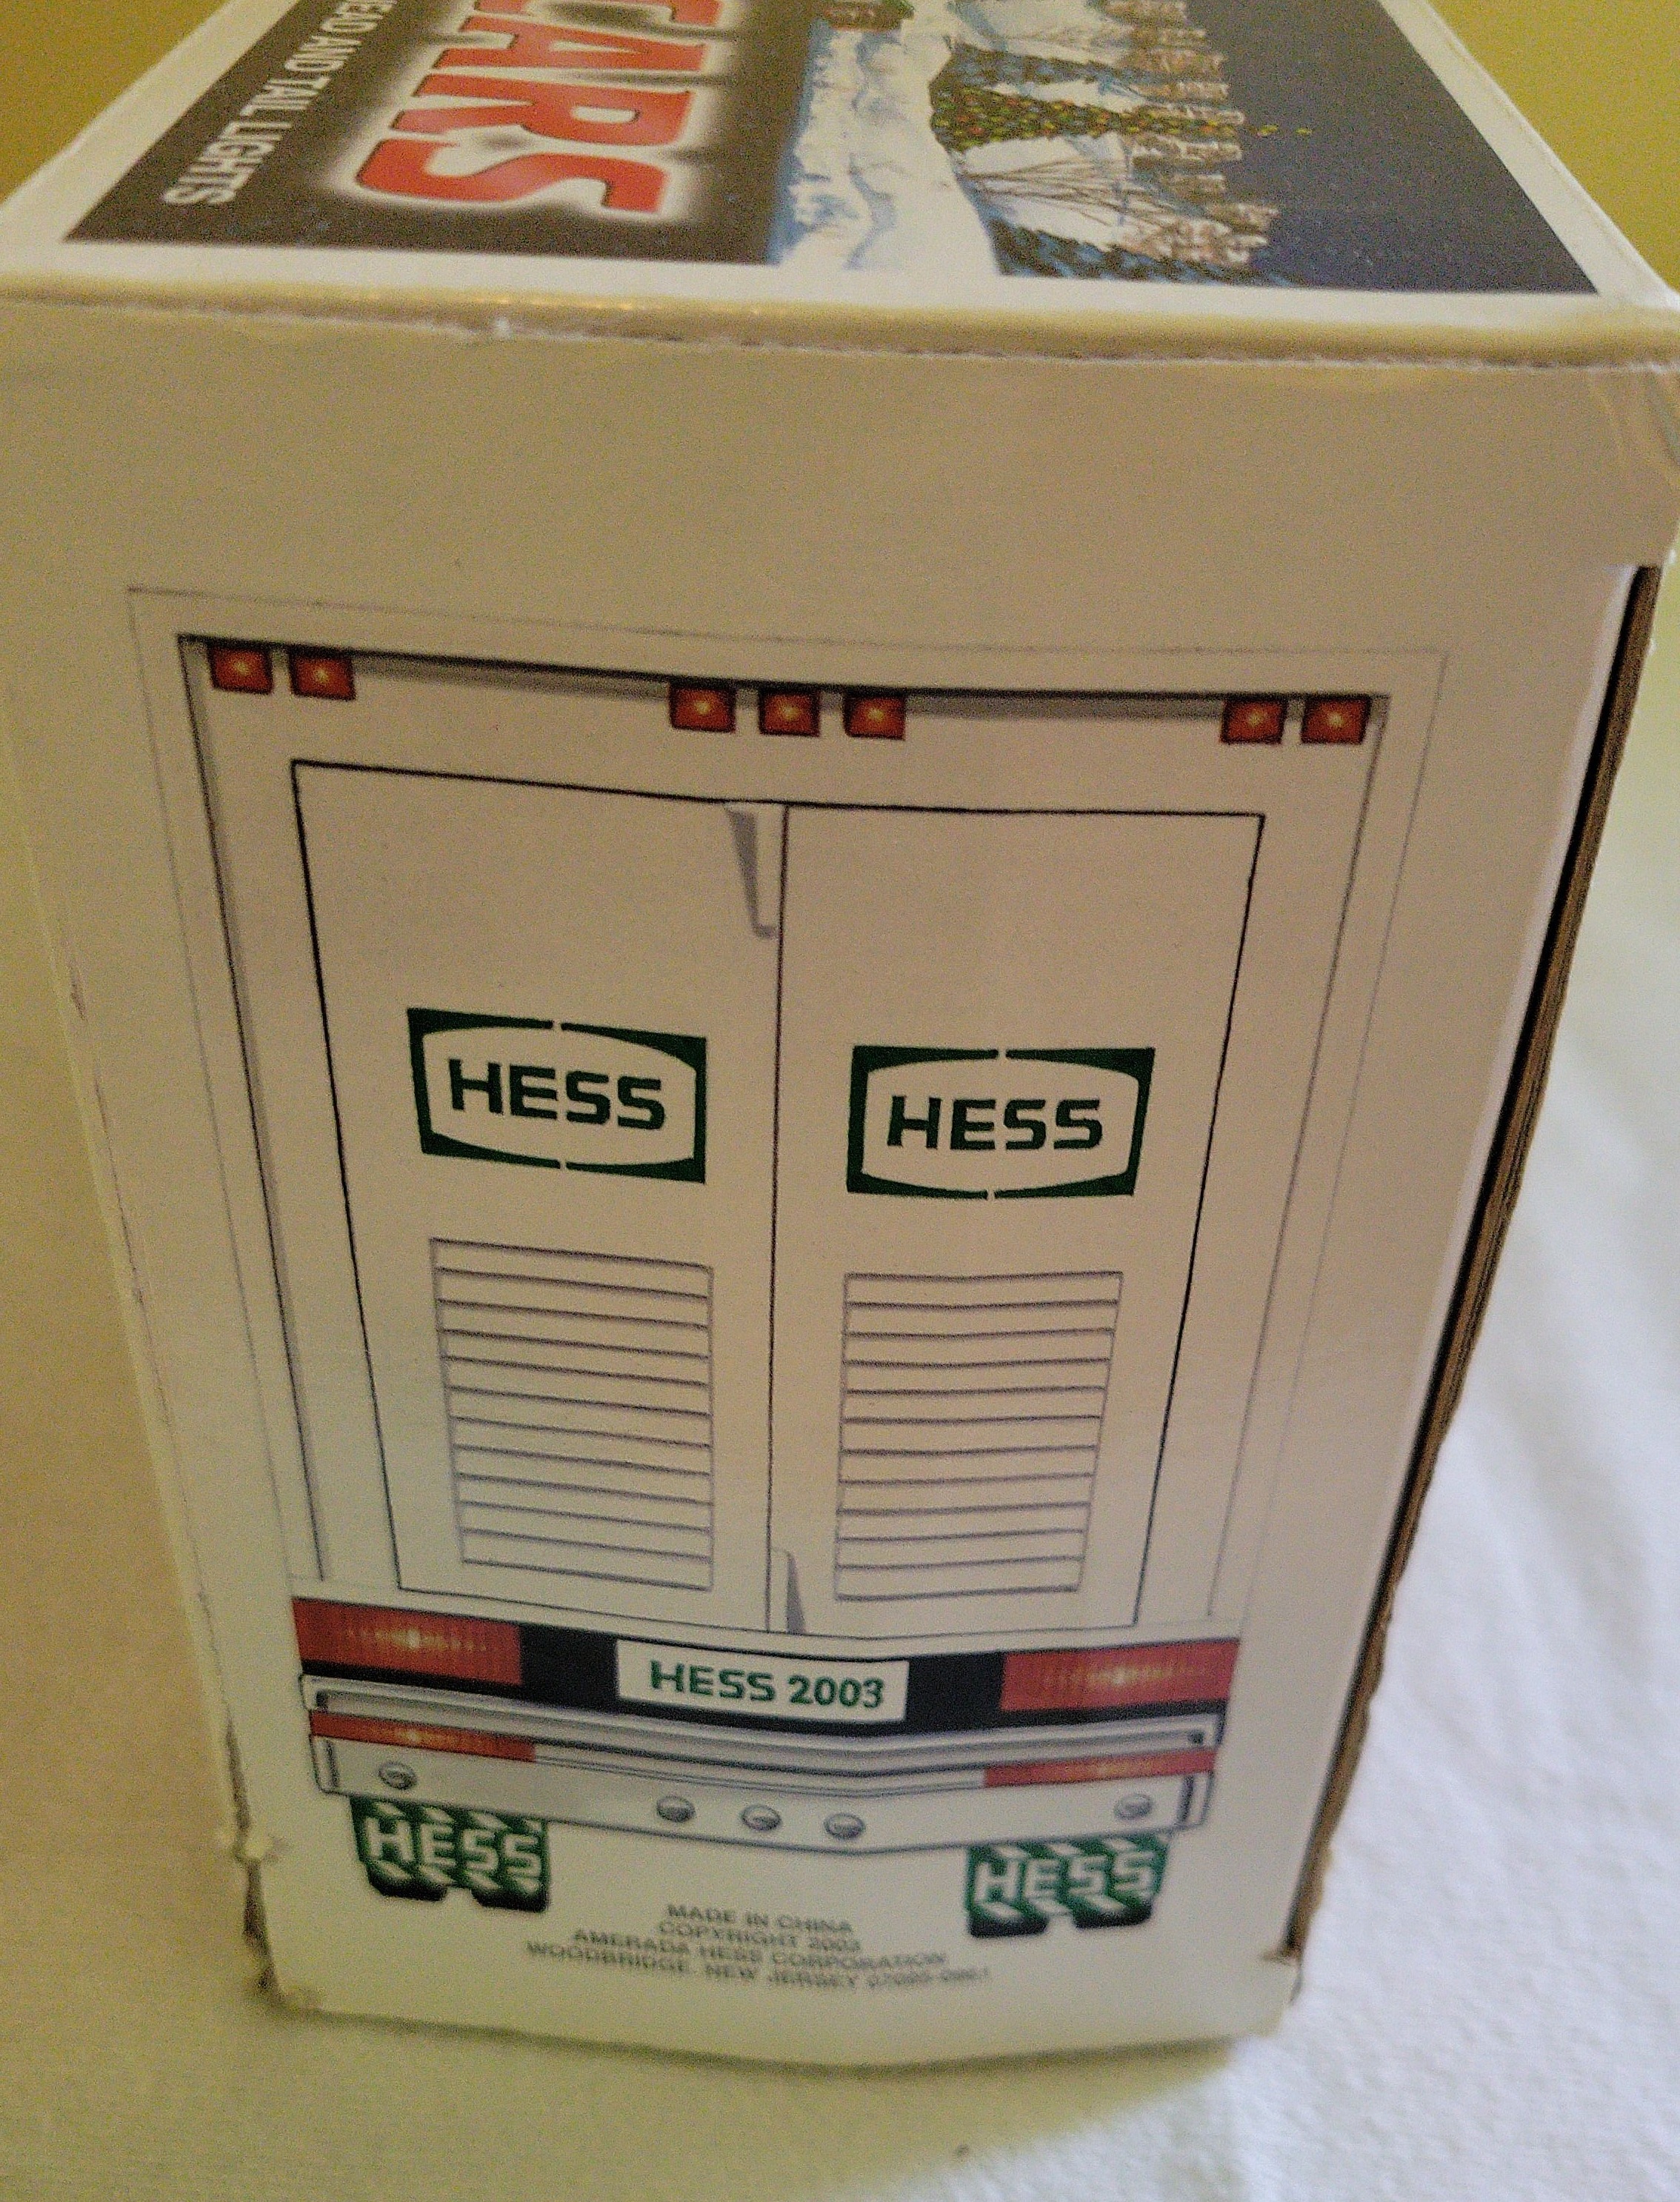 CARS
EAD AND TAIL LIGHTS
HESS
HESS
HESS 2003
HESS
HESS
MADE IN CHINA
COPYRIGHT 2003
AMERADA HESS CORPORATION
WOODBRIDGE, NEW JERSEY